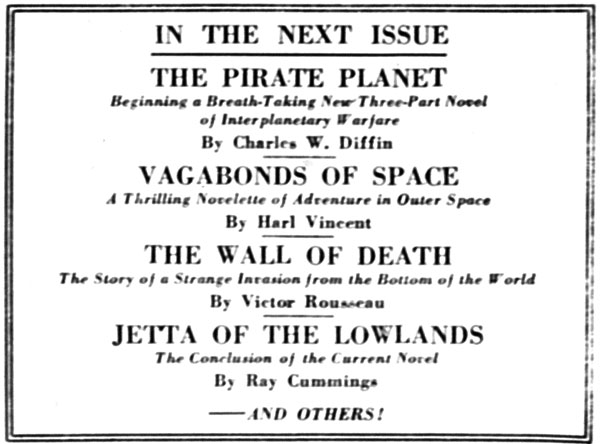 IN THE NEXT ISSUE
THE PIRATE PLANET
Beginning a Breath-Taking New Three-Part Novel
of Interplanetary Warfare
By Charles W. Diffin
VAGABONDS OF SPACE
A Thrilling Novelette of Adventure in Outer Space
By Harl Vincent
THE WALL OF DEATH
The Story of a Strange Invasion from the Bottom of the World
By Victor Rousseau
JETTA OF THE LOWLANDS
The Conclusion of the Current Novel
By Ray Cummings
—AND OTHERS!